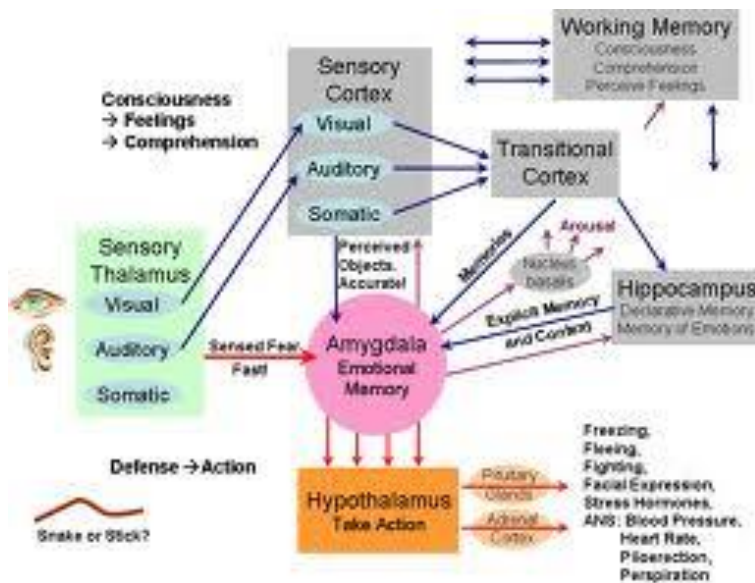 Working Memory
Consciousness
Comprehension
Perceive Feelings
Sensory
Cortex
Visual
Auditory
Somatic
Consciousness
→ Feelings
→ Comprehension
Transitional
Cortex
Sensory
Thalamus
Visual
Auditory
Somatic
Perceived
Objects,
Accurate!
Memories
Arousal
Nucleus
basalis
Hippocampus
Declarative Memory
Memory of Emotions
Explicit Memory
and Context
Sensed Fear,
Fast!
Amygdala
Emotional
Memory
Defense → Action
Snake or Stick?
Hypothalamus
Take Action
Pituitary
Glands
Adrenal
Cortex
Freezing,
Fleeing,
Fighting,
Facial Expression,
Stress Hormones,
ANS: Blood Pressure,
Heart Rate,
Piloerection,
Perspiration